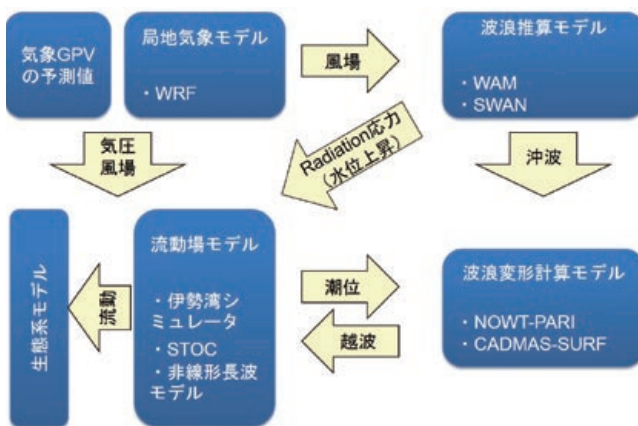 気象GPV
の予測値
局地気象モデル
・WRF
風場
波浪推算モデル
・WAM
・SWAN
気圧
風場
Radiation応力
（水位上昇）
沖波
生態系モデル
流動
流動場モデル
・伊勢湾シ
ミュレータ
・STOC
・非線形長波
モデル
潮位
越波
波浪変形計算モデル
・NOWT-PARI
・CADMAS-SURF